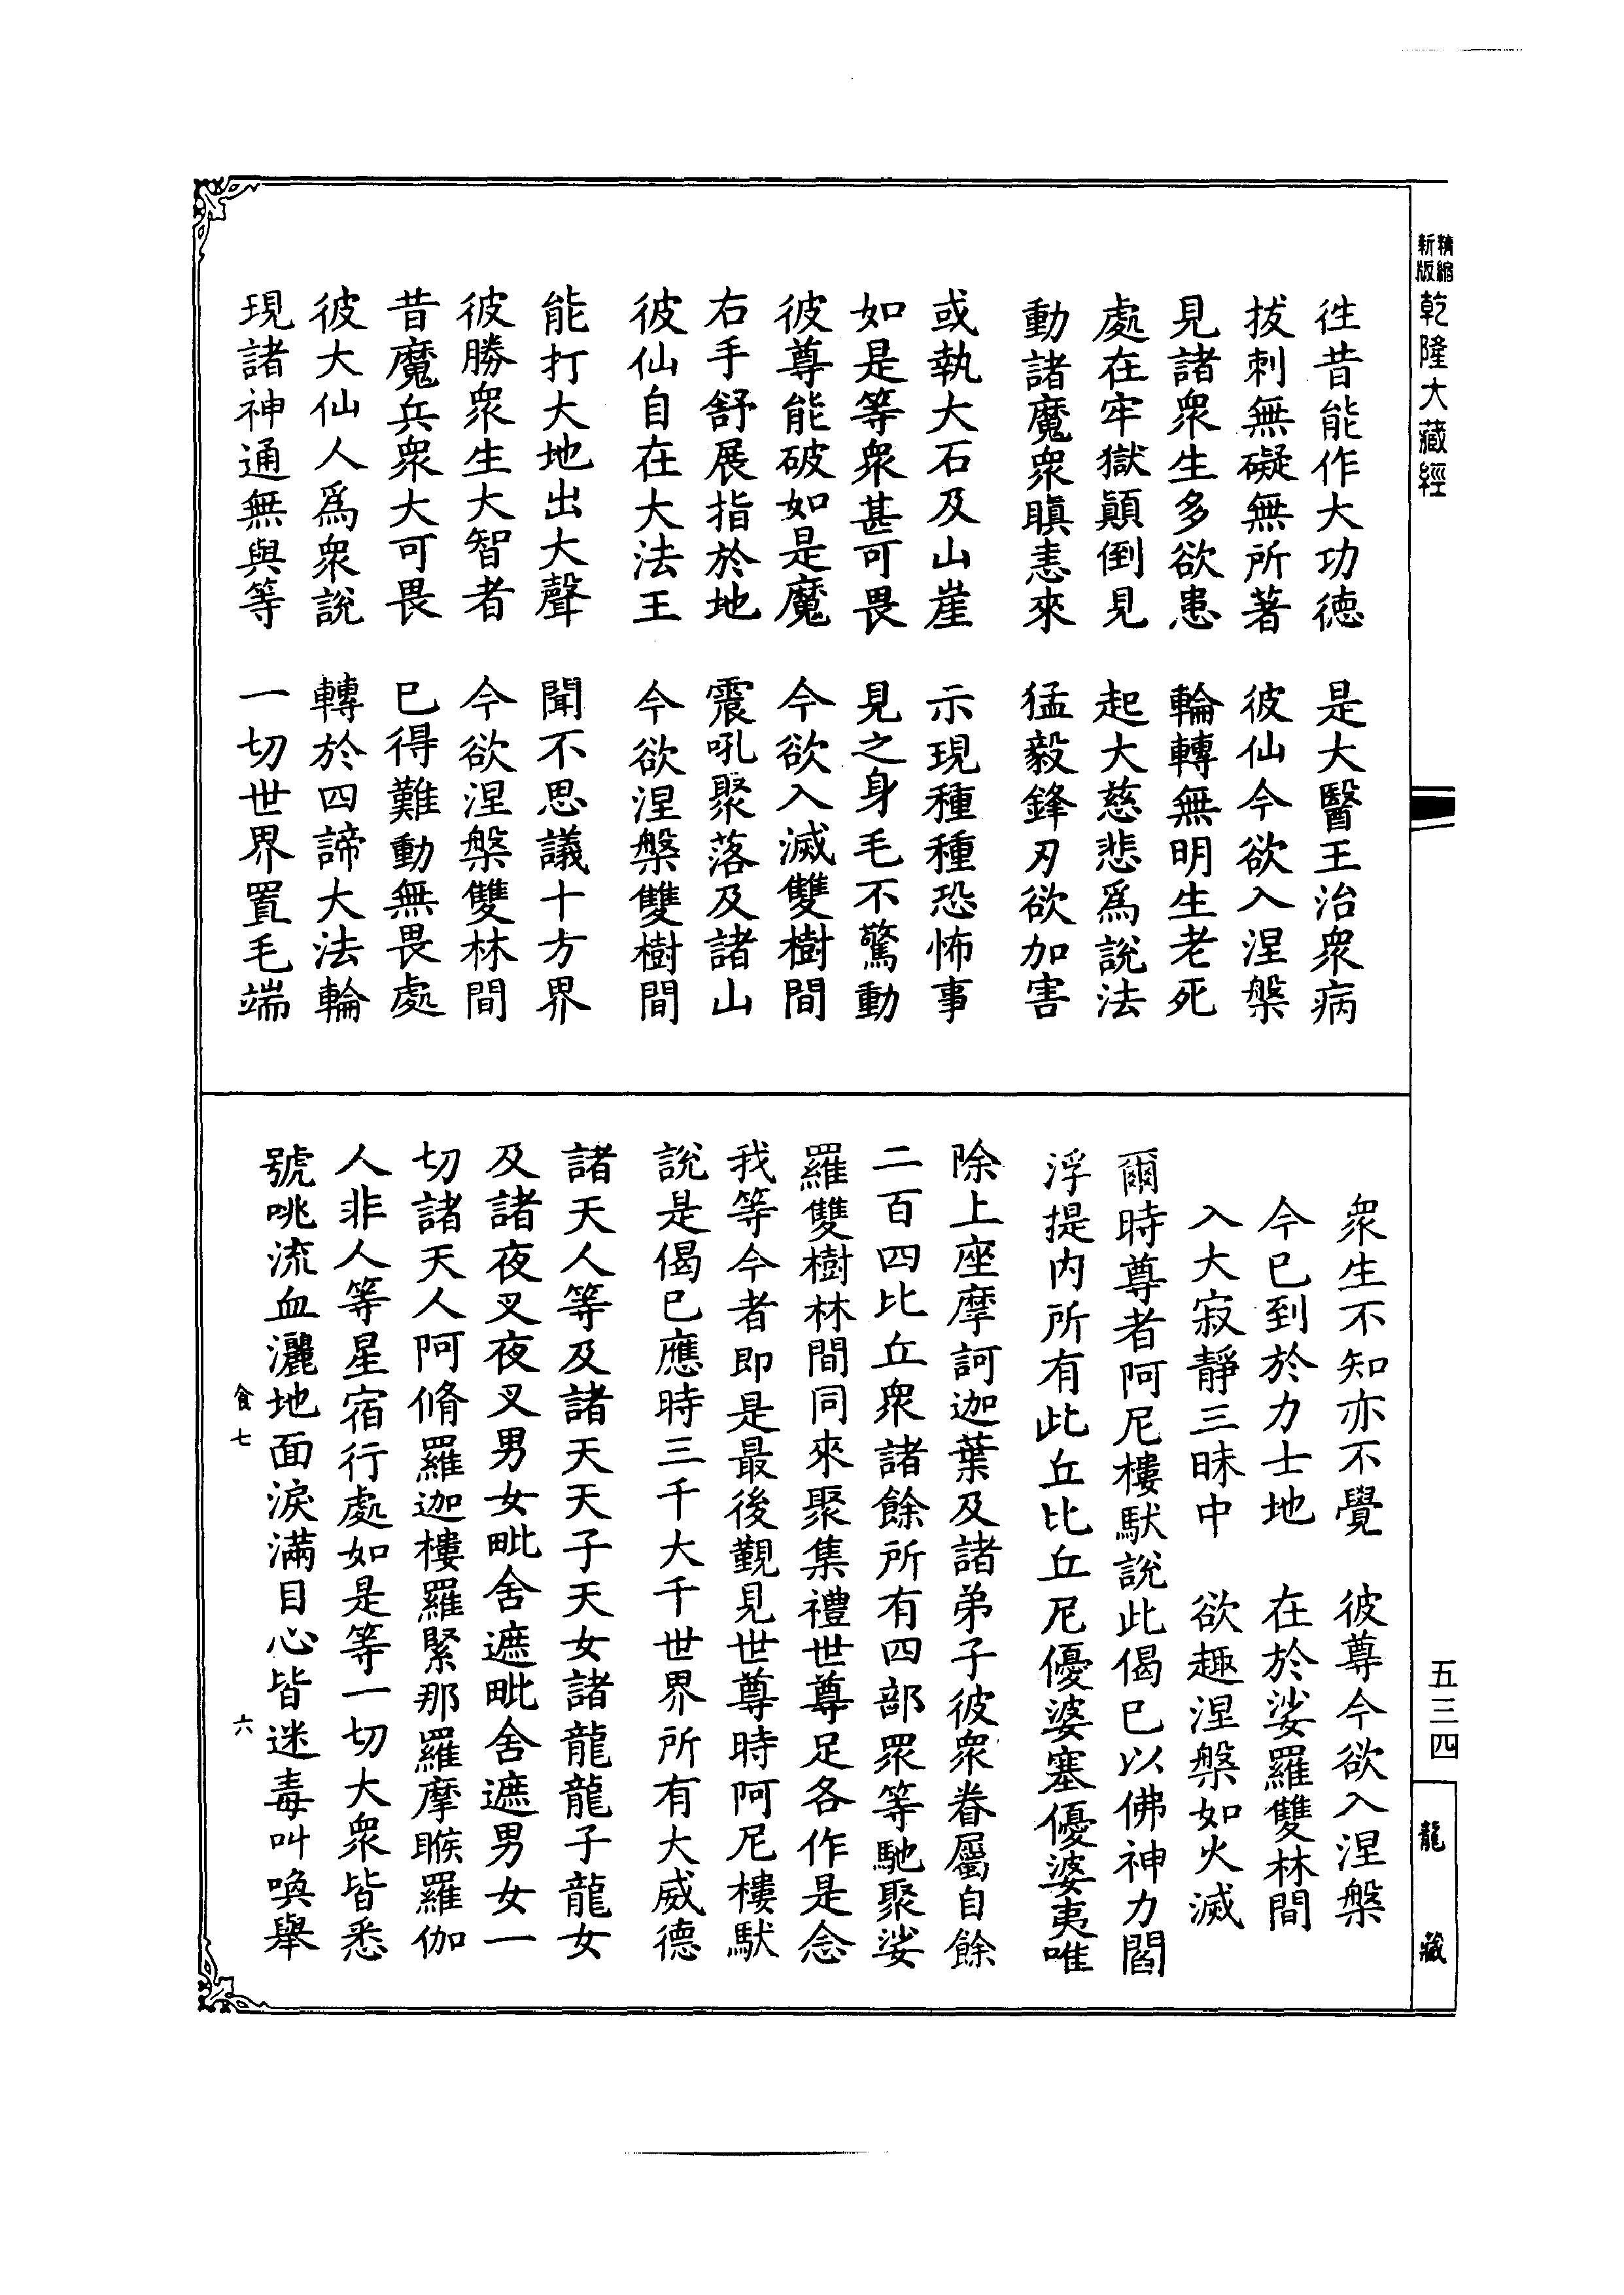 精縮
新版
乾隆大藏經
五三四
龍藏
徃昔能作大功德　是大醫王治衆病
拔刺無礙無所著　彼仙今欲入涅槃
見諸衆生多欲患　輪轉無明生老死
處在牢獄顚倒見　起大慈悲爲說法
動諸魔衆瞋恚來　猛毅鋒刃欲加害
或執大石及山崖　示現種種恐怖事
如是等衆甚可畏　見之身毛不驚動
彼尊能破如是魔　今欲入滅雙樹間
右手舒展指於地　震吼聚落及諸山
彼仙自在大法王　今欲涅槃雙樹間
能打大地出大聲　聞不思議十方界
彼勝衆生大智者　今欲涅槃雙林間
昔魔兵衆大可畏　已得難動無畏處
彼大仙人爲衆說　轉於四諦大法輪
現諸神通無與等　一切世界置毛端
衆生不知亦不覺　彼尊今欲入涅槃
今已到於力士地　在於娑羅雙林間
入大寂靜三昧中　欲趣涅槃如火滅
爾時尊者阿尼樓馱說此偈已以佛神力閻
浮提內所有此丘比丘尼優婆塞優婆夷唯
除上座摩訶迦葉及諸弟子彼衆眷屬自餘
二百四比丘衆諸餘所有四部眾等馳聚娑
羅雙樹林間同來聚集禮世尊足各作是念
我等今者即是最後覲見世尊時阿尼樓馱
說是偈已應時三千大千世界所有大威德
諸天人等及諸天天子天女諸龍龍子龍女
及諸夜叉夜叉男女毗舍遮毗舍遮男女一
切諸天人阿脩羅迦樓羅緊那羅摩睺羅伽
人非人等星宿行處如是等一切大衆皆悉
號咷流血灑地面淚滿目心皆迷毒叫喚舉
食七　六